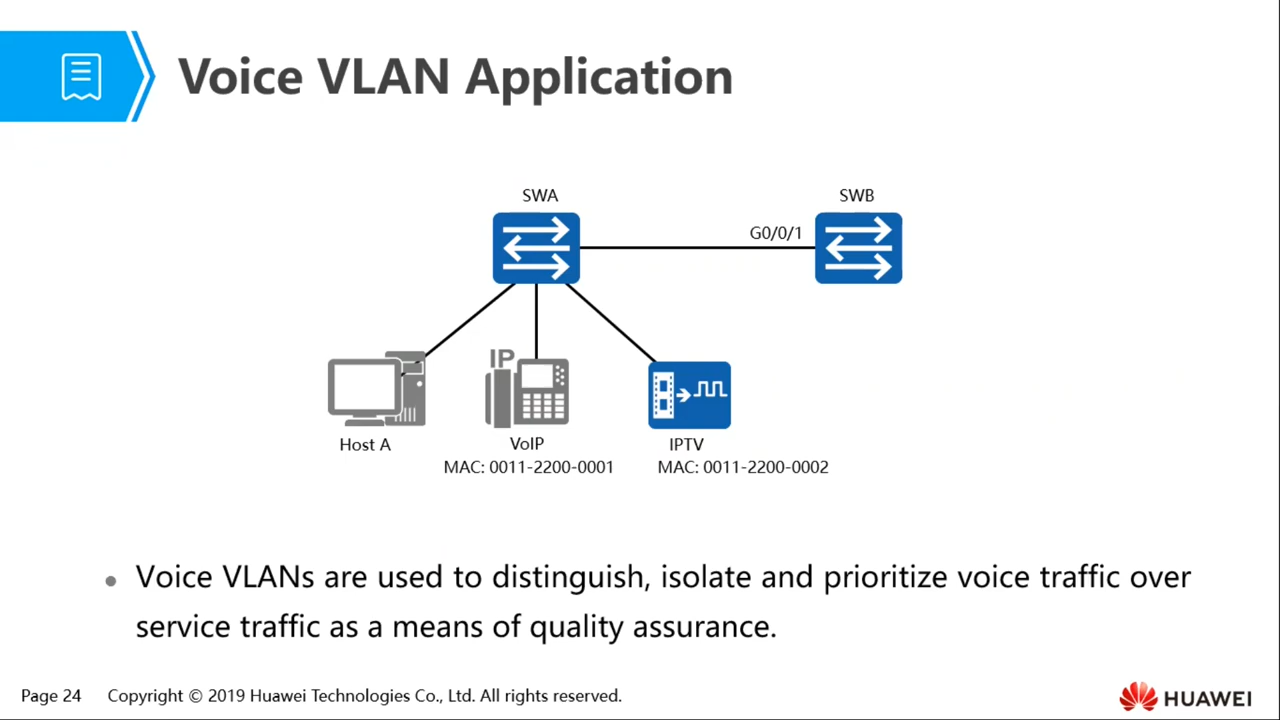 Voice VLAN Application
SWA
SWB
G0/0/1
IP
Host A
VoIP
IPTV
MAC: 0011-2200-0001
MAC: 0011-2200-0002
Voice VLANs are used to distinguish, isolate and prioritize voice traffic over
service traffic as a means of quality assurance.
Page 24
Copyright © 2019 Huawei Technologies Co., Ltd. All rights reserved.
HUAWEI